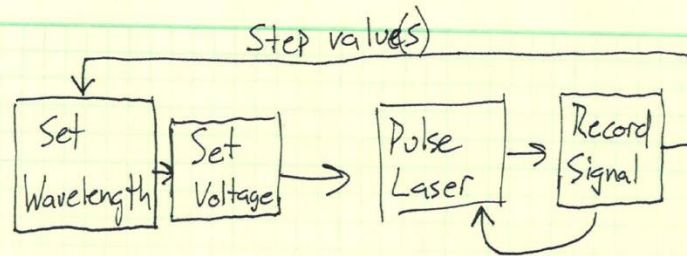 Step value(s)
Set
Wavelength
Set
Voltage
Pulse
Laser
Record
Signal